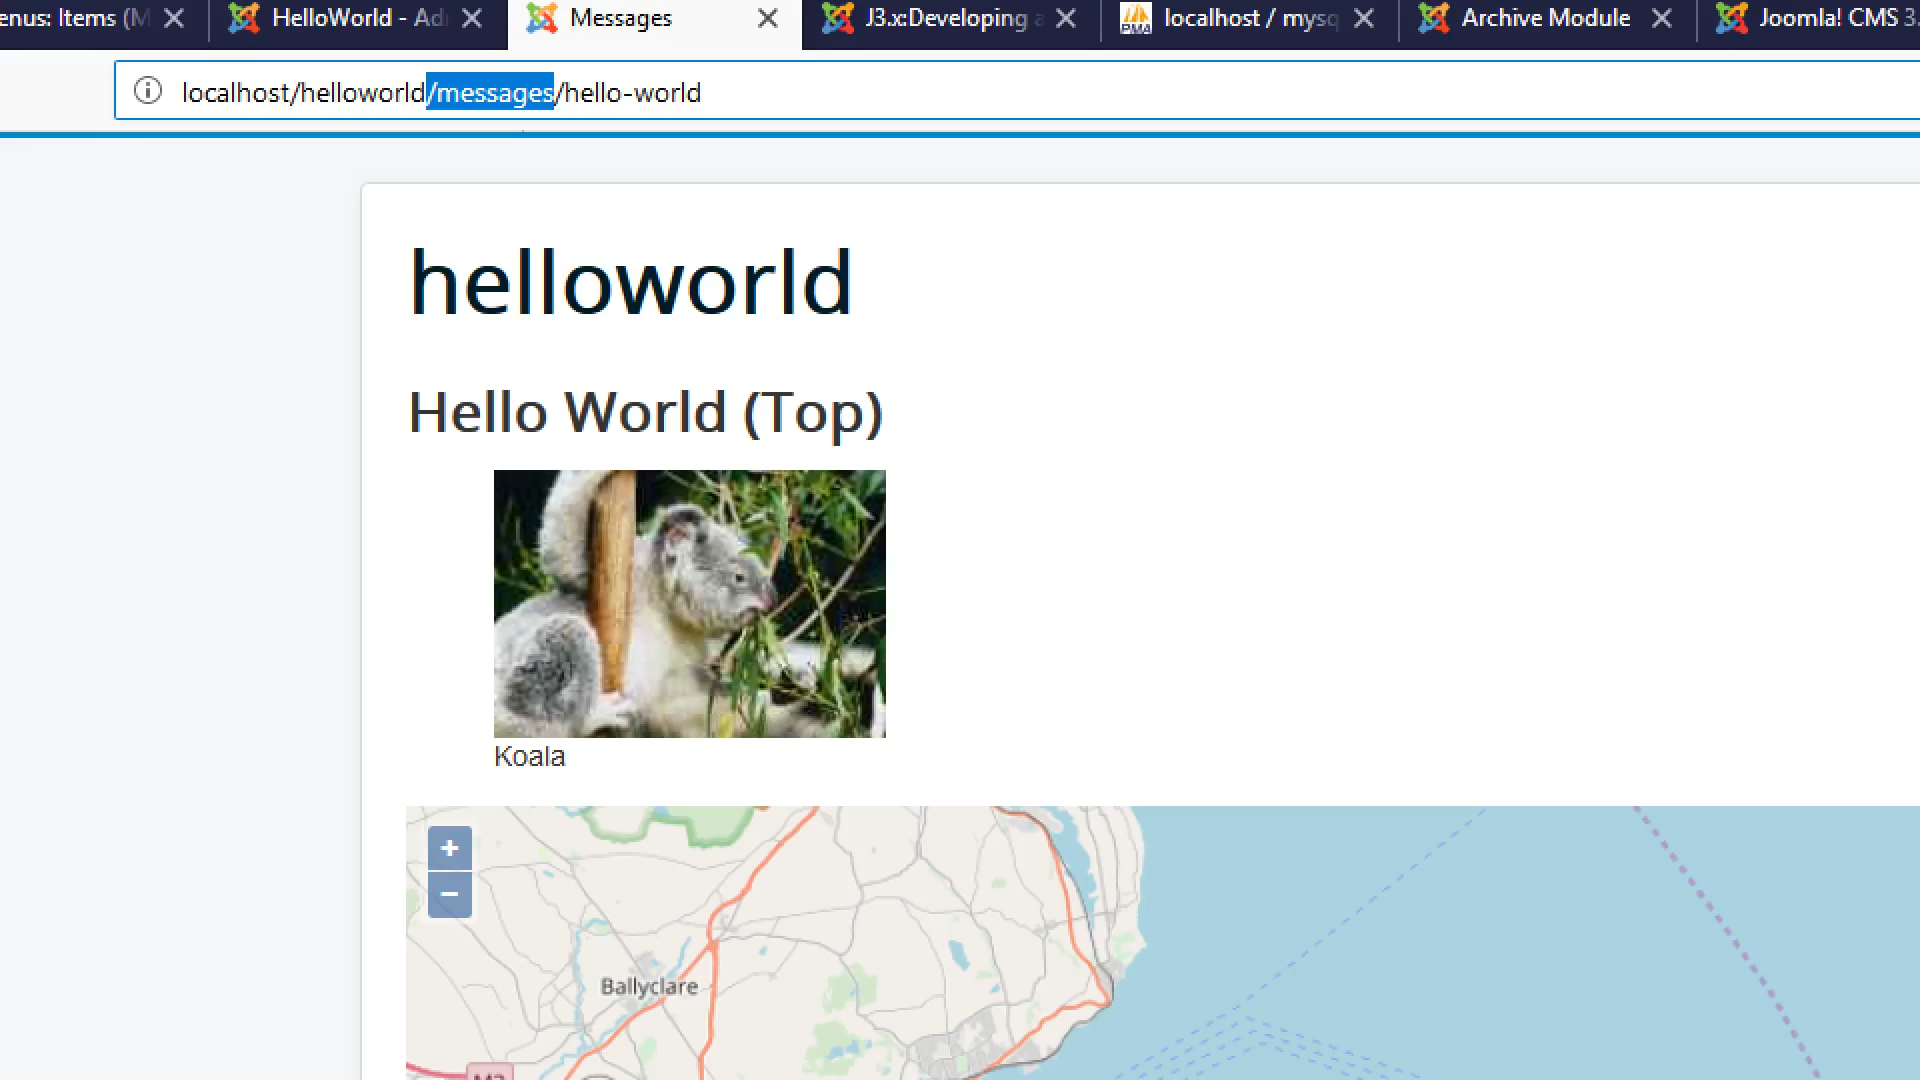 enus: Items (M
HelloWorld - Ad
Messages
J3.x:Developing a
localhost / mysq
Archive Module
Joomla! CMS 3.
localhost/helloworld/messages/hello-world
helloworld
Hello World (Top)
Koala
+
−
Ballyclare